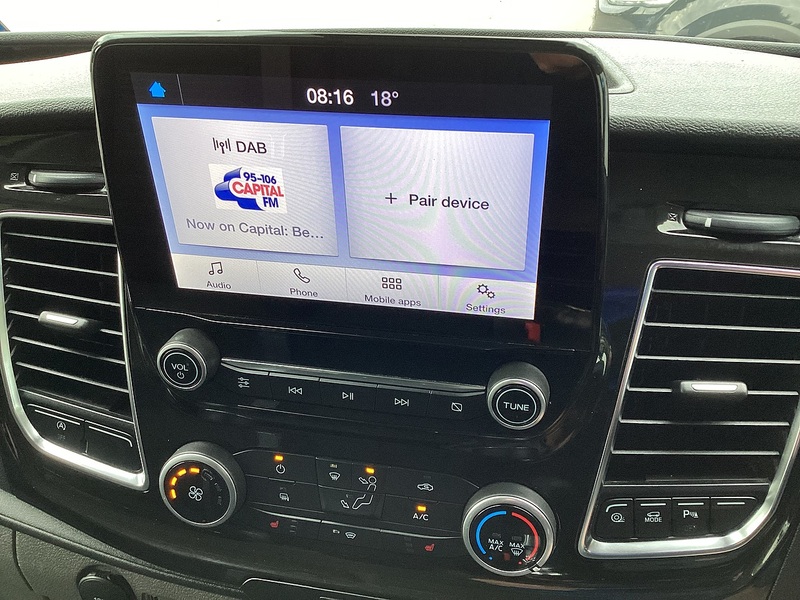 08:16 18°
DAB
95-106
CAPITAL
FM
Now on Capital: Be...
+ Pair device
Audio
Phone
Mobile apps
Settings
VOL
TUNE
A/C
MAX
A/C
MAX
MODE
P